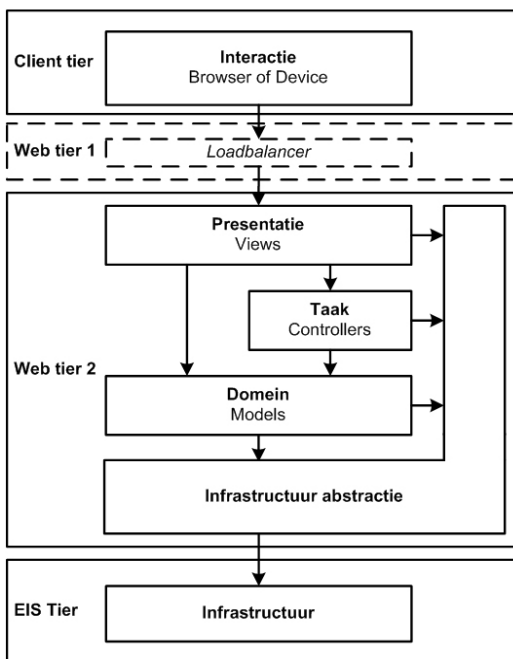 Client tier
Interactie
Browser of Device
Web tier 1
Loadbalancer
Presentatie
Views
Taak
Controllers
Web tier 2
Domein
Models
Infrastructuur abstractie
EIS Tier
Infrastructuur